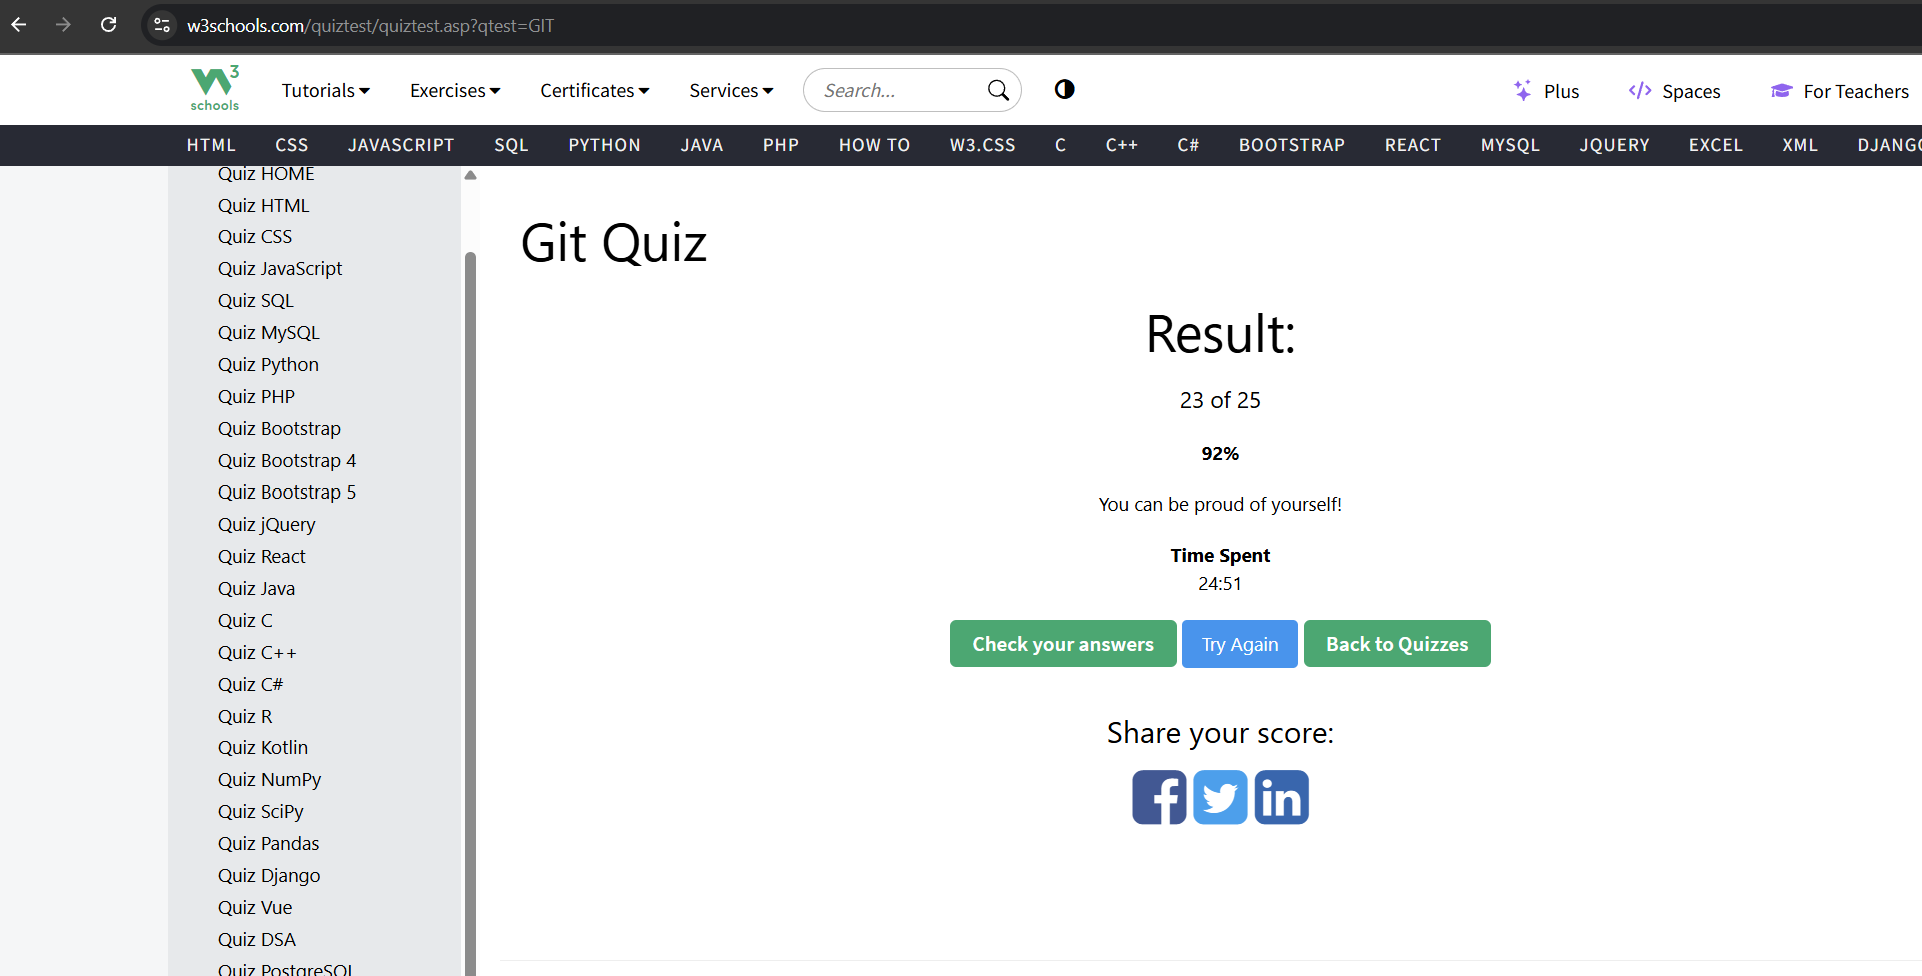 w3schools.com/quiztest/quiztest.asp?qtest=GIT
W3 schools
Tutorials Exercises Certificates Services Search... Plus Spaces For Teachers
HTML CSS JAVASCRIPT SQL PYTHON JAVA PHP HOW TO W3.CSS C C++ C# BOOTSTRAP REACT MYSQL JQUERY EXCEL XML DJANGO
Quiz HOME
Quiz HTML
Quiz CSS
Quiz JavaScript
Quiz SQL
Quiz MySQL
Quiz Python
Quiz PHP
Quiz Bootstrap
Quiz Bootstrap 4
Quiz Bootstrap 5
Quiz jQuery
Quiz React
Quiz Java
Quiz C
Quiz C++
Quiz C#
Quiz R
Quiz Kotlin
Quiz NumPy
Quiz SciPy
Quiz Pandas
Quiz Django
Quiz Vue
Quiz DSA
Quiz PostgreSQL
Git Quiz
Result:
23 of 25
92%
You can be proud of yourself!
Time Spent
24:51
Check your answers Try Again Back to Quizzes
Share your score: